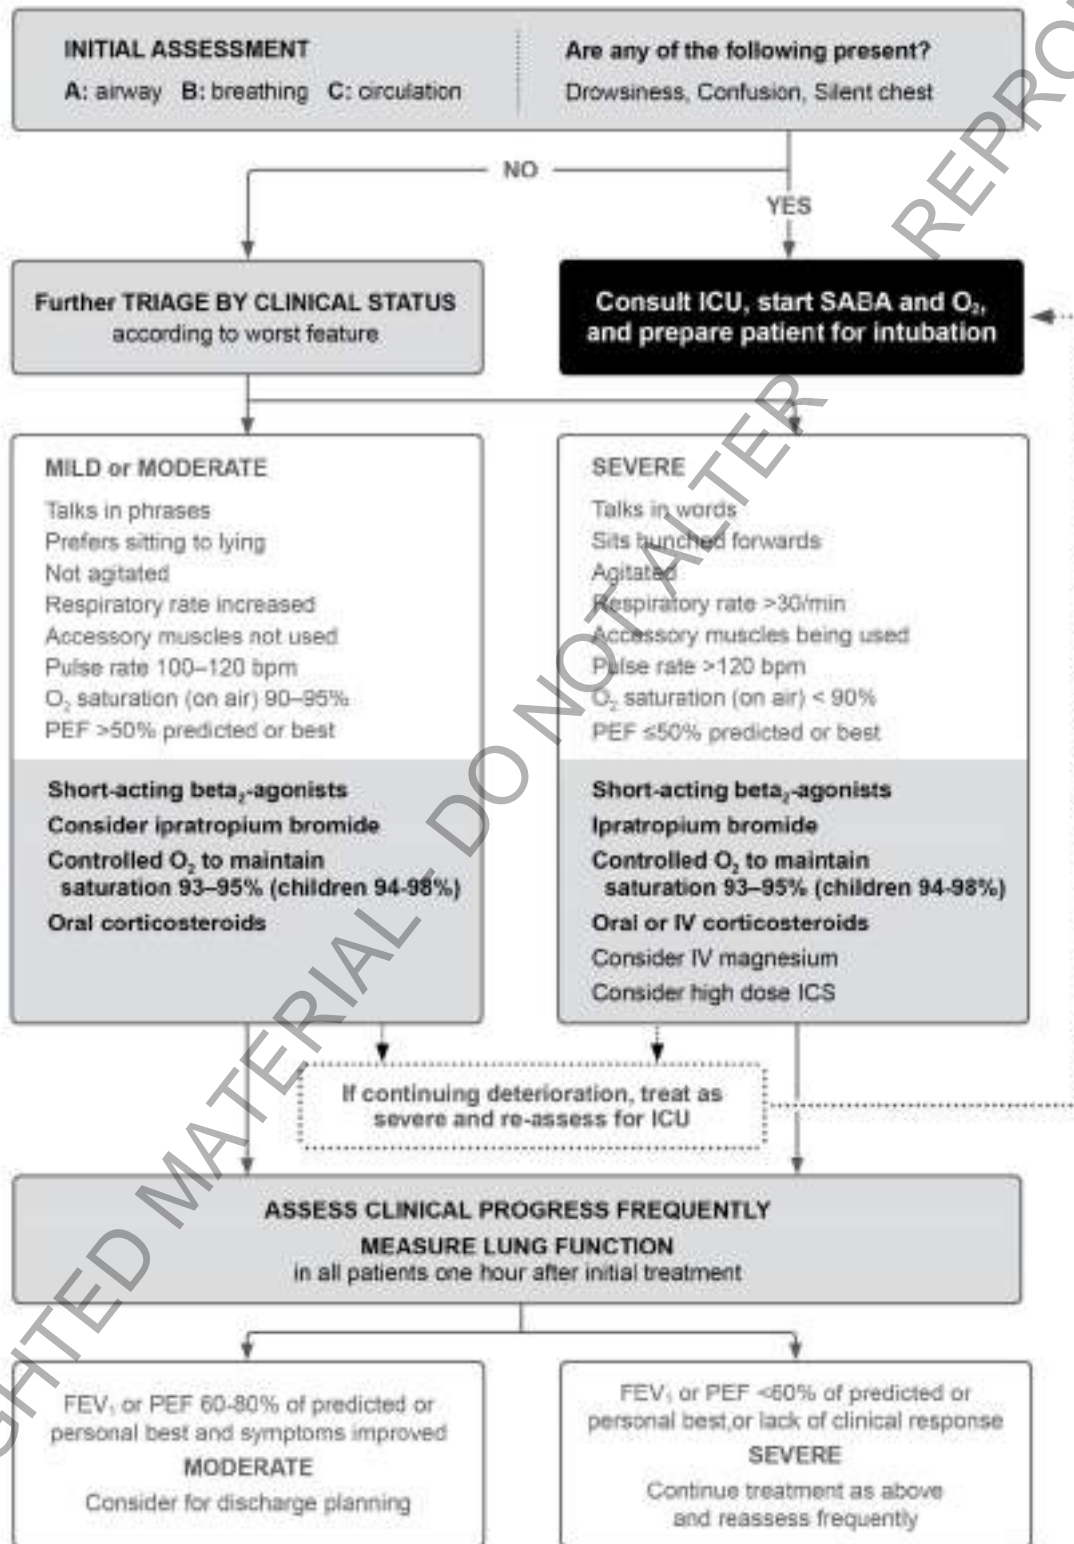 INITIAL ASSESSMENT
A: airway B: breathing C: circulation
Are any of the following present?
Drowsiness, Confusion, Silent chest
NO
YES
Further TRIAGE BY CLINICAL STATUS
according to worst feature
Consult ICU, start SABA and O₂,
and prepare patient for intubation
MILD or MODERATE
Talks in phrases
Prefers sitting to lying
Not agitated
Respiratory rate increased
Accessory muscles not used
Pulse rate 100–120 bpm
O₂ saturation (on air) 90–95%
PEF >50% predicted or best
Short-acting beta₂-agonists
Consider ipratropium bromide
Controlled O₂ to maintain
saturation 93–95% (children 94-98%)
Oral corticosteroids
SEVERE
Talks in words
Sits hunched forwards
Agitated
Respiratory rate >30/min
Accessory muscles being used
Pulse rate >120 bpm
O₂ saturation (on air) < 90%
PEF ≤50% predicted or best
Short-acting beta₂-agonists
Ipratropium bromide
Controlled O₂ to maintain
saturation 93–95% (children 94-98%)
Oral or IV corticosteroids
Consider IV magnesium
Consider high dose ICS
If continuing deterioration, treat as
severe and re-assess for ICU
ASSESS CLINICAL PROGRESS FREQUENTLY
MEASURE LUNG FUNCTION
in all patients one hour after initial treatment
FEV₁ or PEF 60-80% of predicted or
personal best and symptoms improved
MODERATE
Consider for discharge planning
FEV₁ or PEF <60% of predicted or
personal best,or lack of clinical response
SEVERE
Continue treatment as above
and reassess frequently
GHTED MATERIAL - DO NOT ALTER REPRO